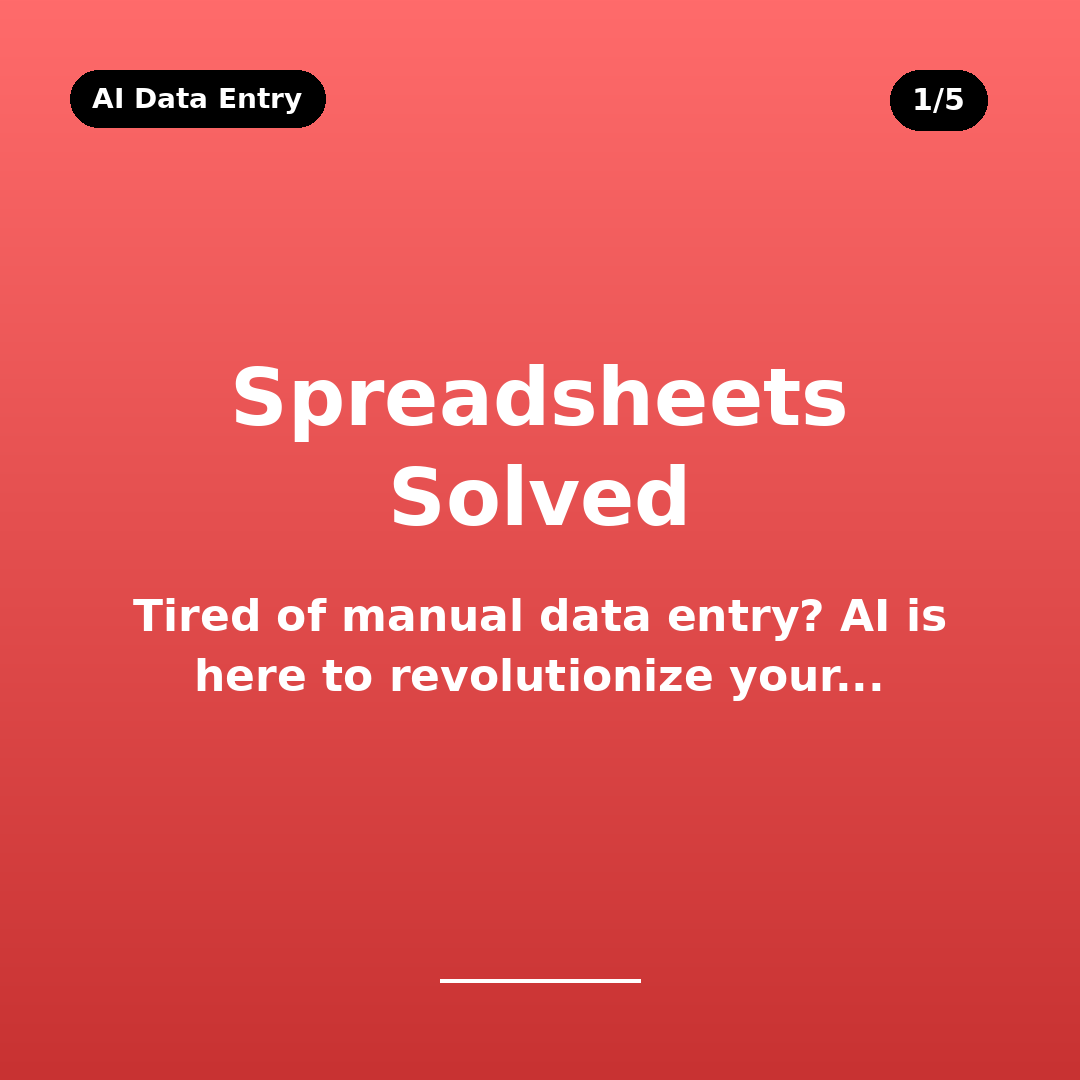 AI Data Entry
1/5
Spreadsheets
Solved
Tired of manual data entry? AI is
here to revolutionize your...